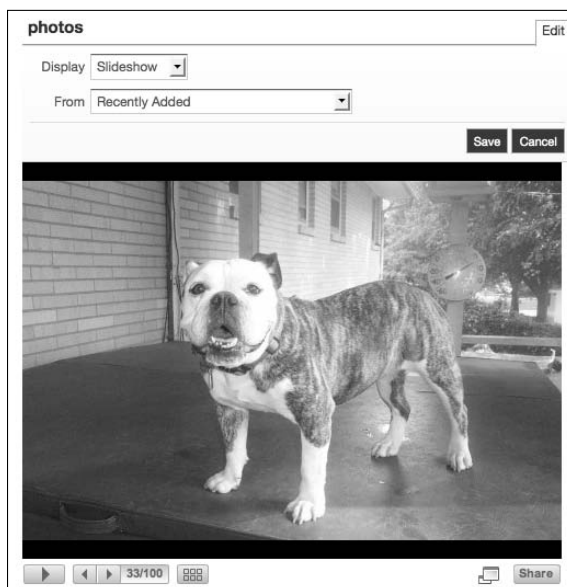 photos
Edit
Display Slideshow
From Recently Added
Save Cancel
33/100
Share